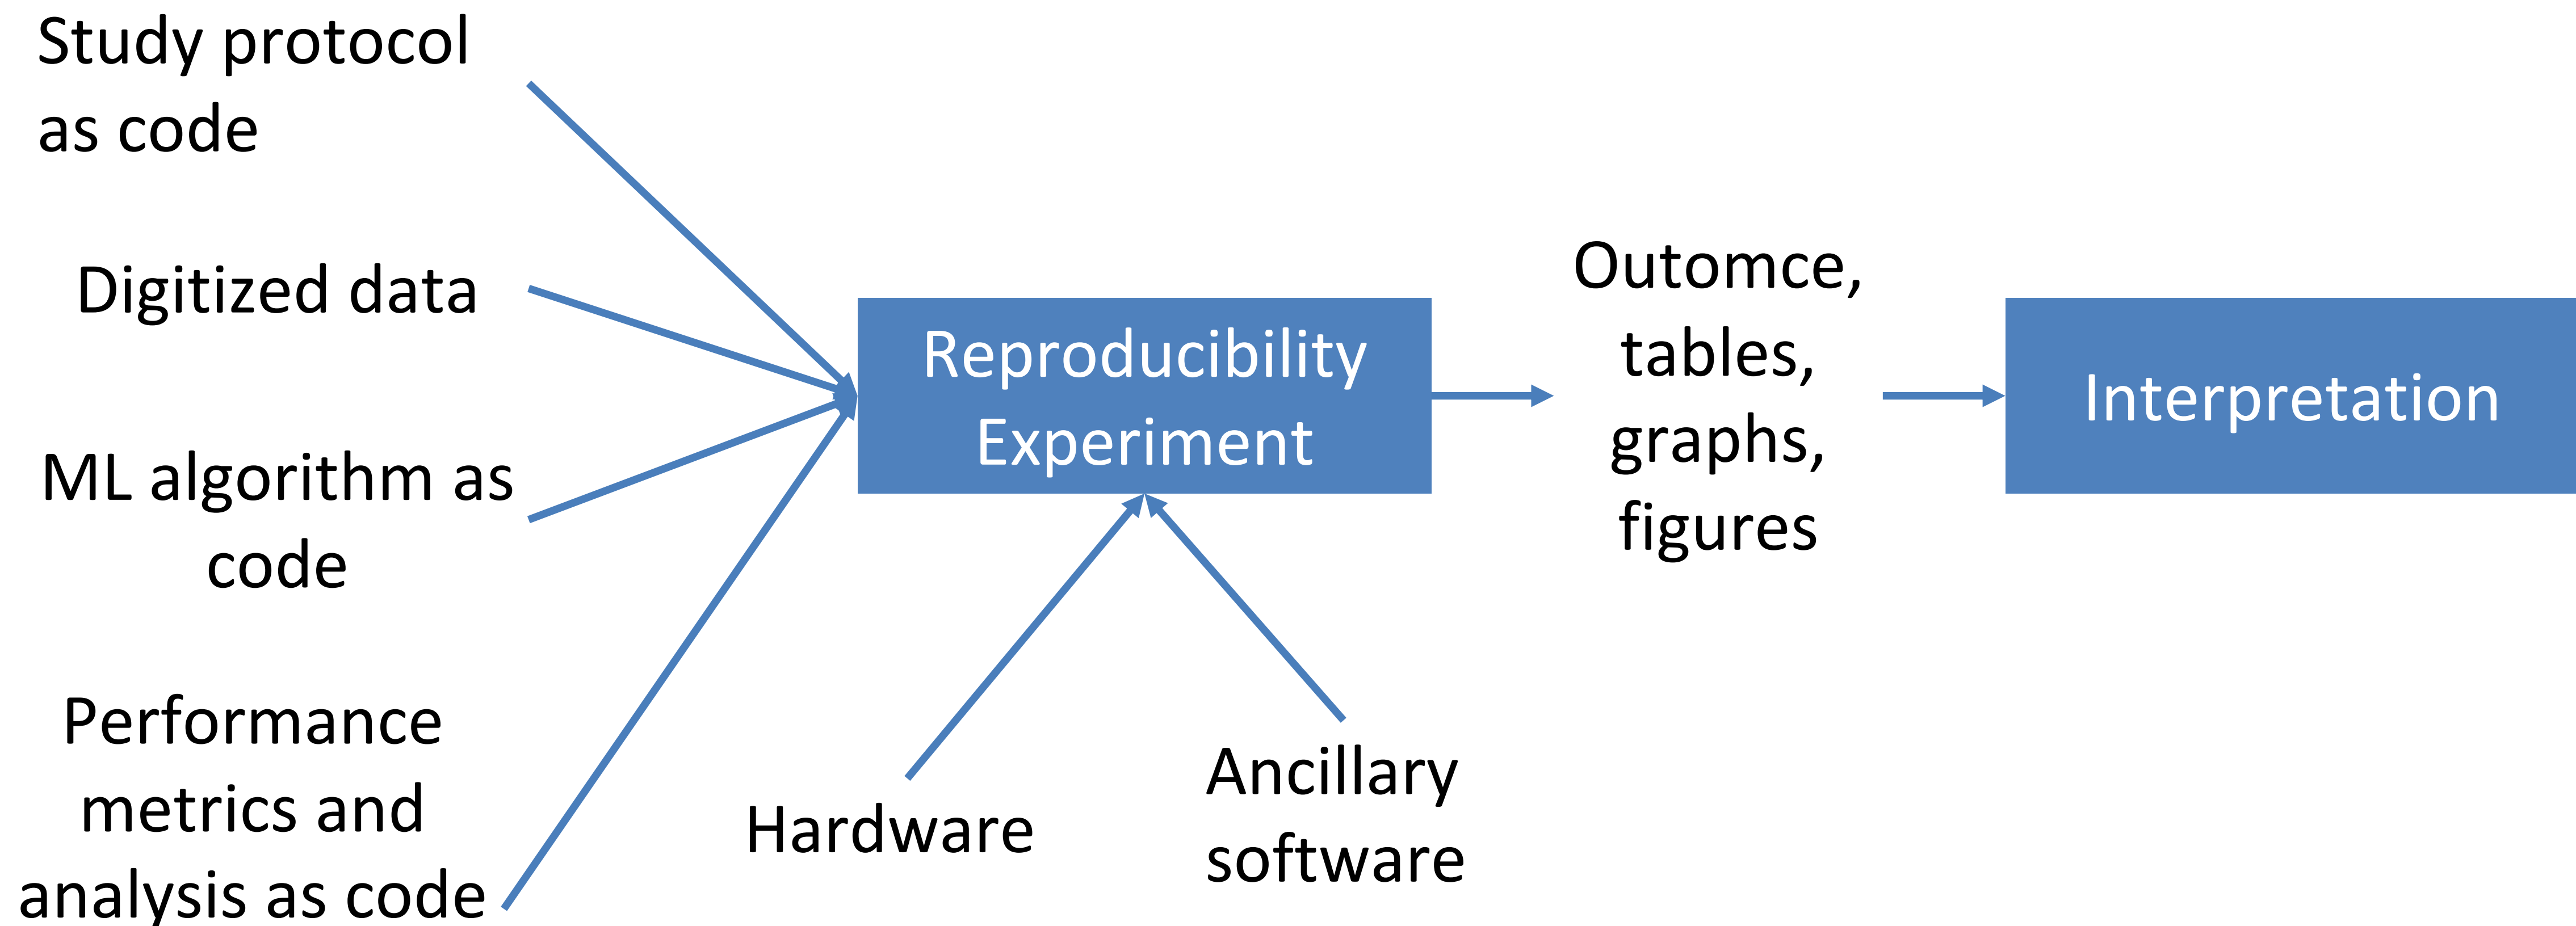 Study protocol
as code
Digitized data
ML algorithm as
code
Performance
metrics and
analysis as code
Reproducibility
Experiment
Hardware
Ancillary
software
Outomce,
tables,
graphs,
figures
Interpretation